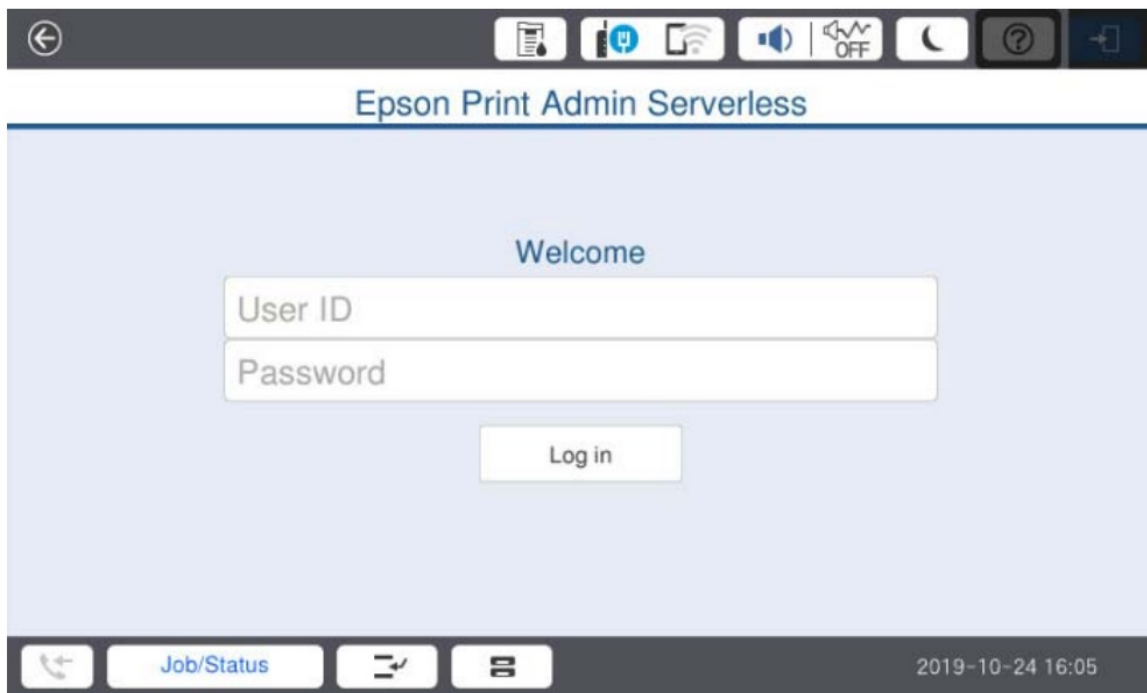 OFF
Epson Print Admin Serverless
Welcome
User ID
Password
Log in
Job/Status
2019-10-24 16:05